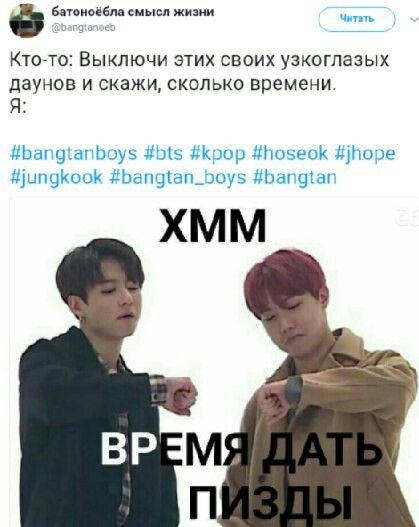 батоноёбла смысл жизни
@bangtanoeb
Читать
Кто-то: Выключи этих своих узкоглазых
даунов и скажи, сколько времени.
Я:
#bangtanboys #bts #kpop #hoseok #jhope
#jungkook #bangtan_boys #bangtan
ХММ
ВРЕМЯ ДАТЬ
ПИЗДЫ